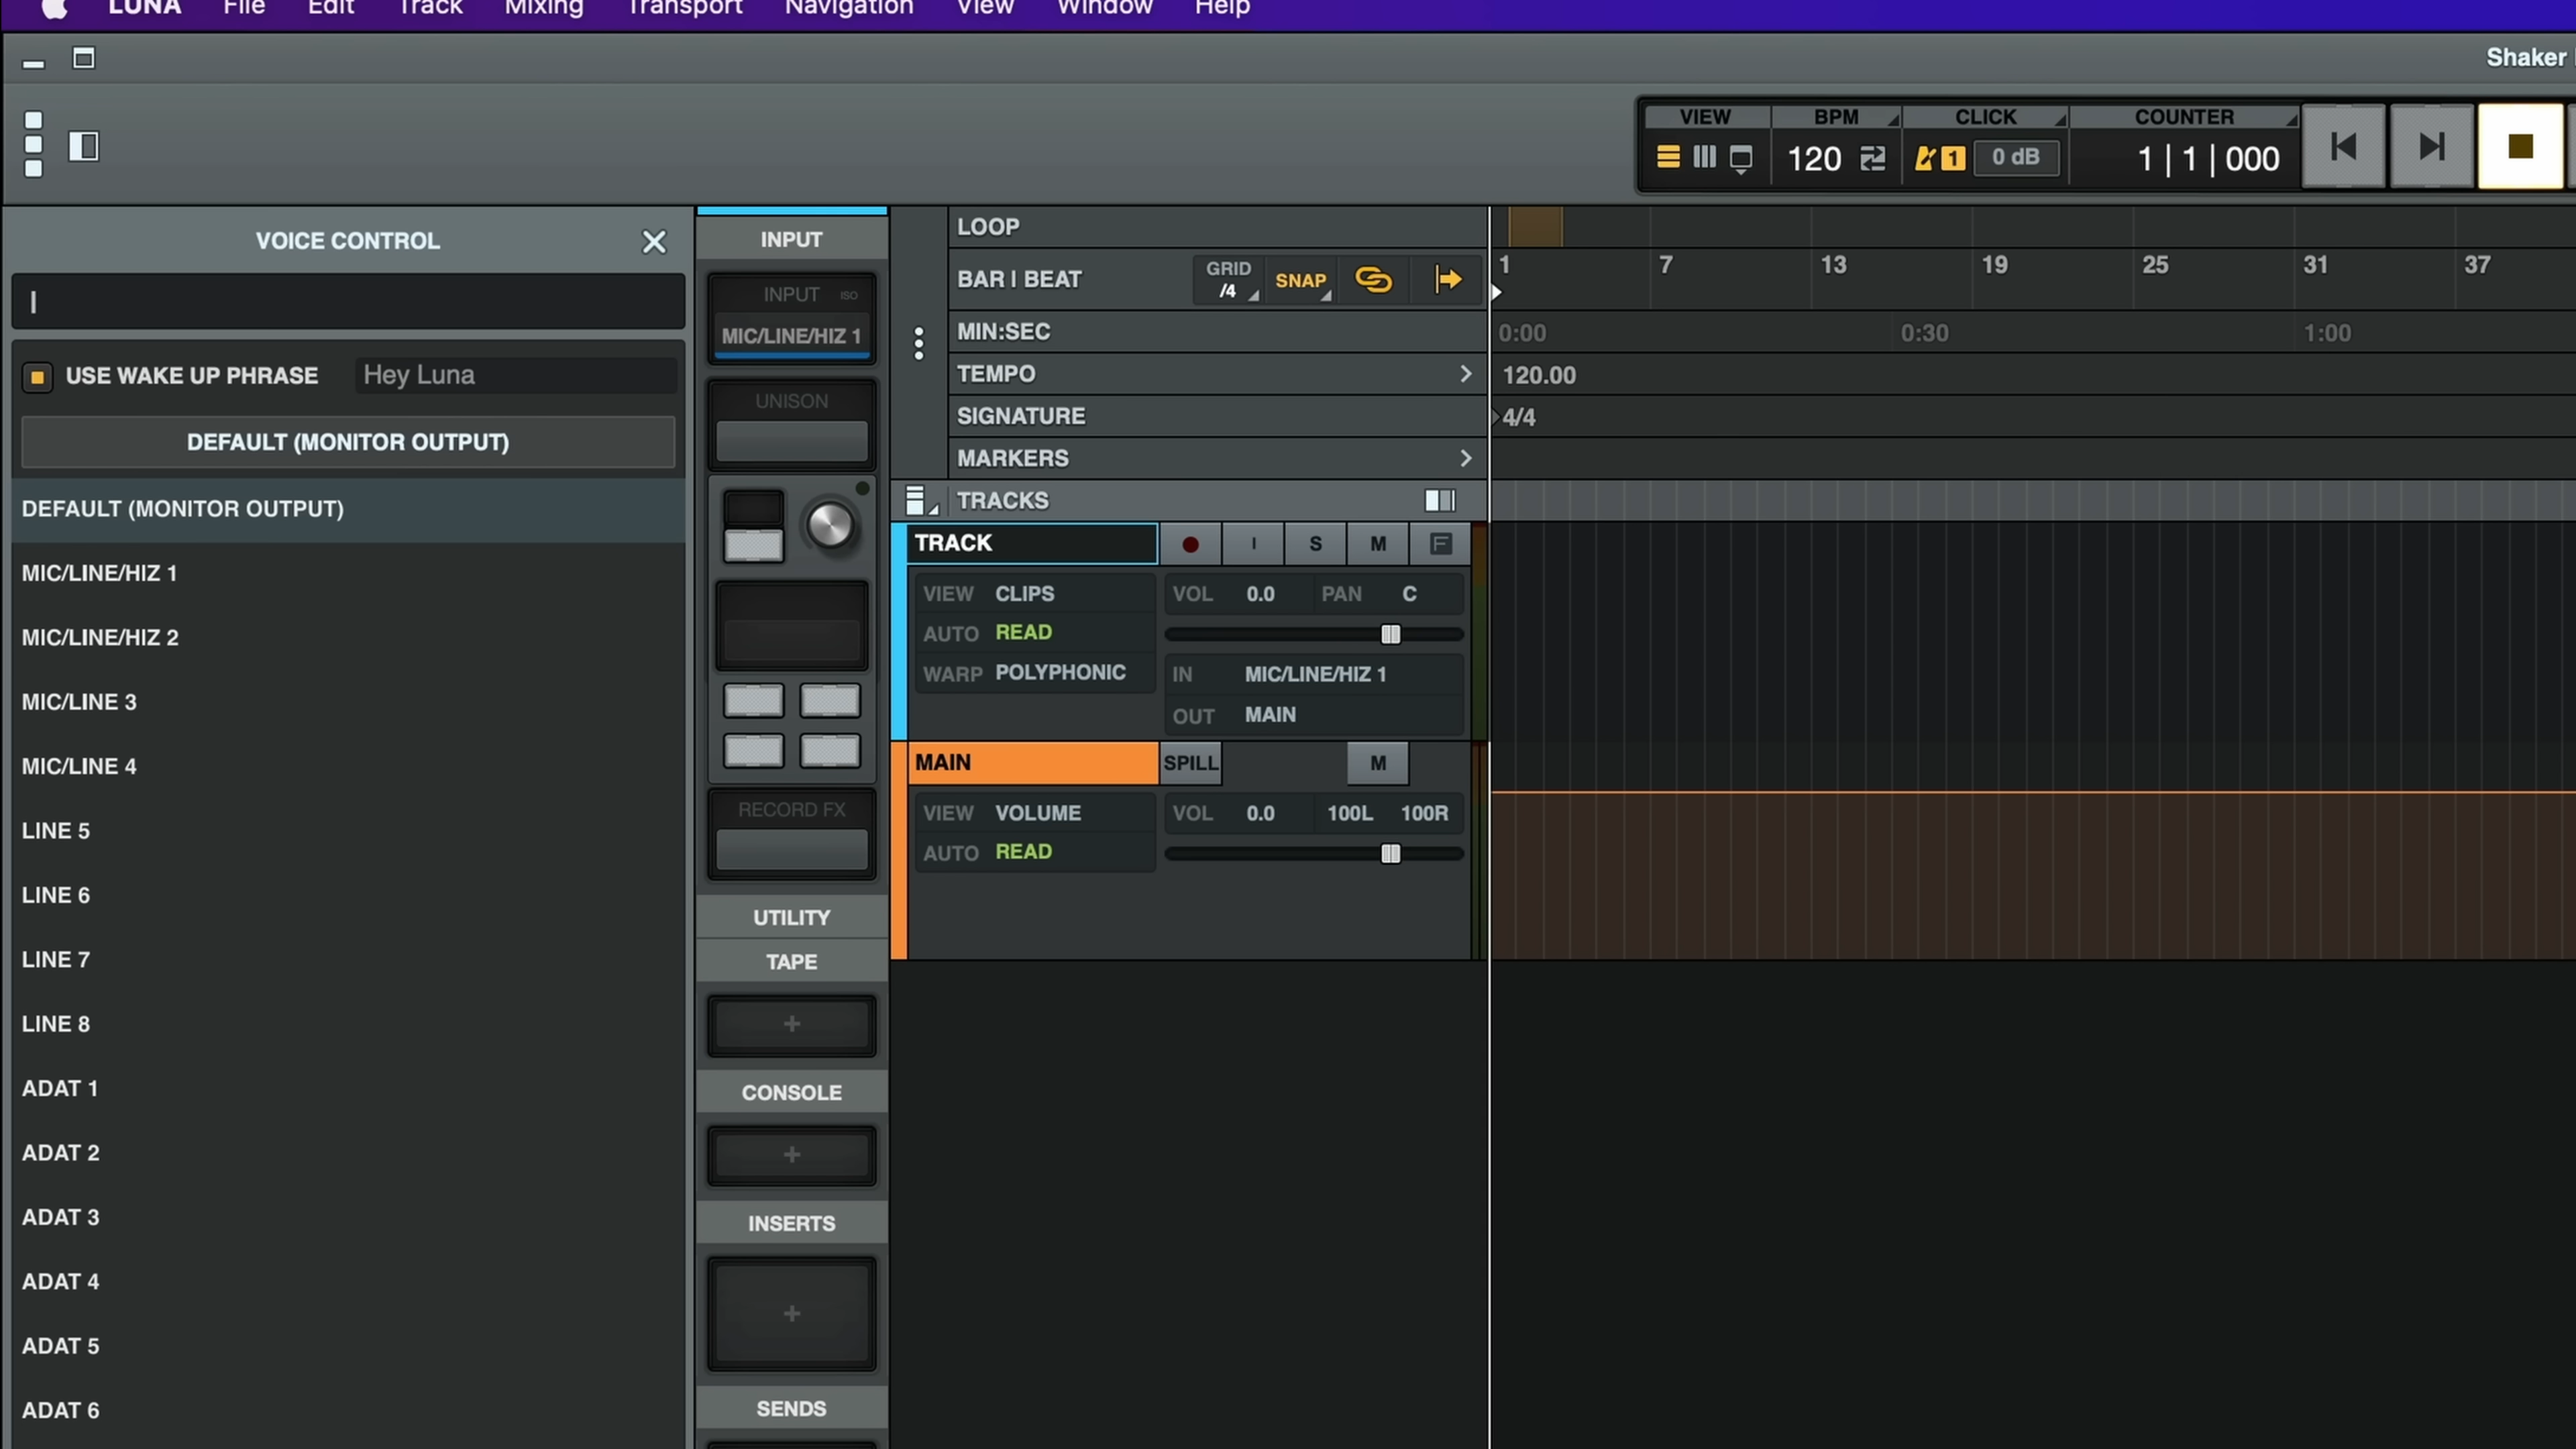 LUNA File Edit Track Mixing Transport Navigation View Window Help
Shaker
VIEW BPM CLICK COUNTER
120 1 0 dB 1 | 1 | 000
VOICE CONTROL
USE WAKE UP PHRASE Hey Luna
DEFAULT (MONITOR OUTPUT)
DEFAULT (MONITOR OUTPUT)
MIC/LINE/HIZ 1
MIC/LINE/HIZ 2
MIC/LINE 3
MIC/LINE 4
LINE 5
LINE 6
LINE 7
LINE 8
ADAT 1
ADAT 2
ADAT 3
ADAT 4
ADAT 5
ADAT 6
INPUT
INPUT ISO
MIC/LINE/HIZ 1
UNISON
RECORD FX
UTILITY
TAPE
+
CONSOLE
+
INSERTS
+
SENDS
LOOP
BAR | BEAT GRID /4 SNAP 1 7 13 19 25 31 37
MIN:SEC 0:00 0:30 1:00
TEMPO 120.00
SIGNATURE 4/4
MARKERS
TRACKS
TRACK I S M F
VIEW CLIPS VOL 0.0 PAN C
AUTO READ
WARP POLYPHONIC IN MIC/LINE/HIZ 1
OUT MAIN
MAIN SPILL M
VIEW VOLUME VOL 0.0 100L 100R
AUTO READ